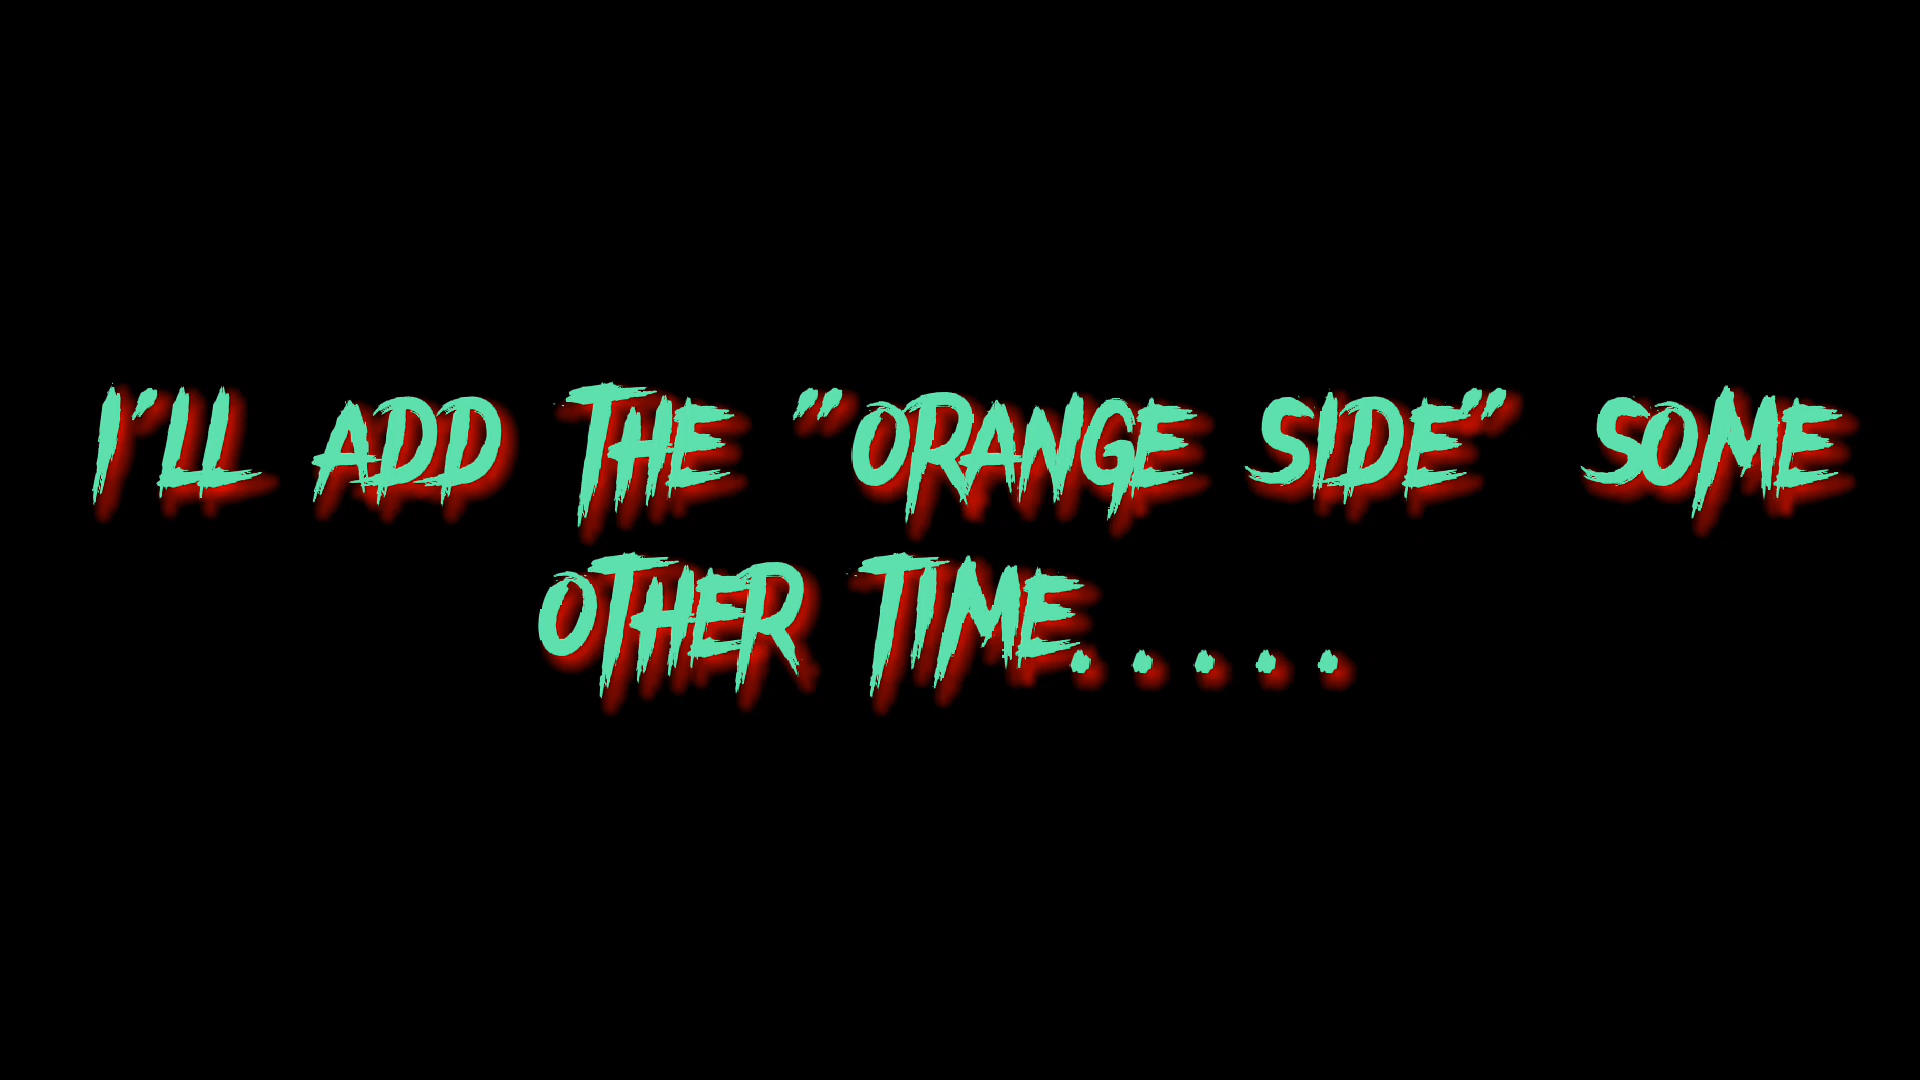 I'LL ADD THE "ORANGE SIDE" SOME
OTHER TIME.....